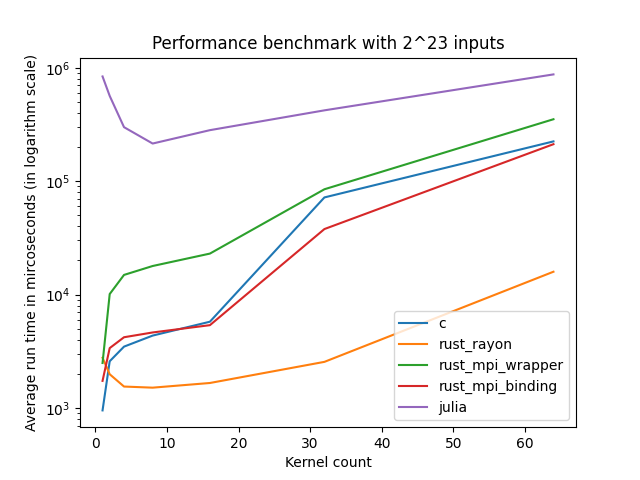 Performance benchmark with 2^23 inputs
Average run time in mircoseconds (in logarithm scale)
10^6
10^5
10^4
10^3
0 10 20 30 40 50 60
Kernel count
c
rust_rayon
rust_mpi_wrapper
rust_mpi_binding
julia